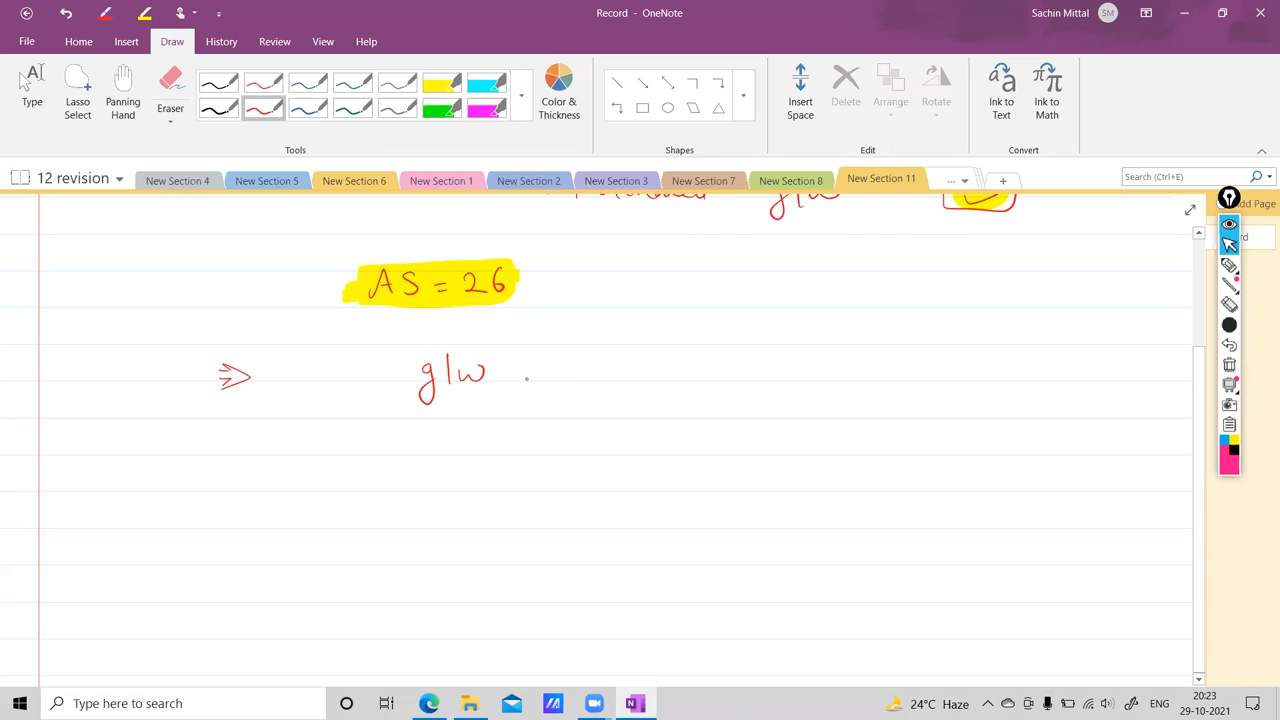 Record - OneNote
Sachin Mittal SM
File Home Insert Draw History Review View Help
Type
Lasso Select
Panning Hand
Eraser
Color & Thickness
Insert Space
Delete
Arrange
Rotate
Ink to Text
Ink to Math
Tools
Shapes
Edit
Convert
12 revision
New Section 4
New Section 5
New Section 6
New Section 1
New Section 2
New Section 3
New Section 7
New Section 8
New Section 11
...
Search (Ctrl+E)
Add Page
g/w
AS = 26
g/w
Type here to search
24°C Haze
ENG
20:23
29-10-2021